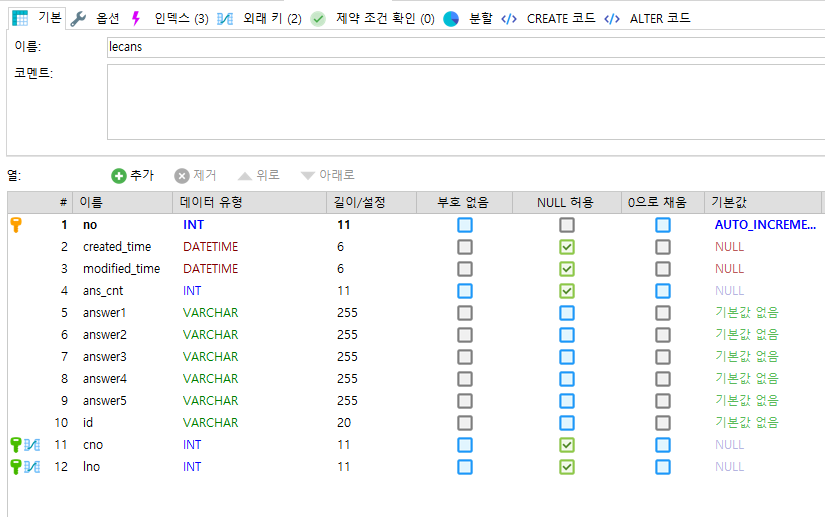 기본 옵션 인덱스 (3) 외래 키 (2) 제약 조건 확인 (0) 분할 CREATE 코드 ALTER 코드
이름: lecans
코멘트:
열: 추가 제거 위로 아래로
# 이름 데이터 유형 길이/설정 부호 없음 NULL 허용 0으로 채움 기본값
1 no INT 11 AUTO_INCREME...
2 created_time DATETIME 6 NULL
3 modified_time DATETIME 6 NULL
4 ans_cnt INT 11 NULL
5 answer1 VARCHAR 255 기본값 없음
6 answer2 VARCHAR 255 기본값 없음
7 answer3 VARCHAR 255 기본값 없음
8 answer4 VARCHAR 255 기본값 없음
9 answer5 VARCHAR 255 기본값 없음
10 id VARCHAR 20 기본값 없음
11 cno INT 11 NULL
12 lno INT 11 NULL